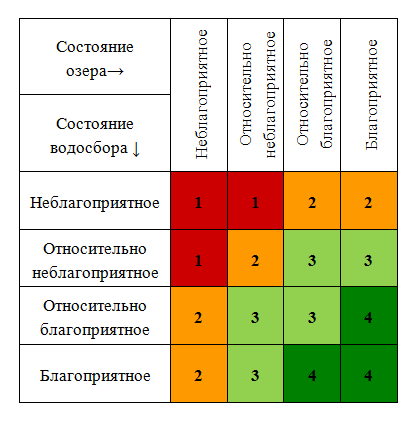 Состояние
озера→
Состояние
водосбора ↓
Неблагоприятное
Относительно
неблагоприятное
Относительно
благоприятное
Благоприятное
Неблагоприятное
1
1
2
2
Относительно
неблагоприятное
1
2
3
3
Относительно
благоприятное
2
3
3
4
Благоприятное
2
3
4
4